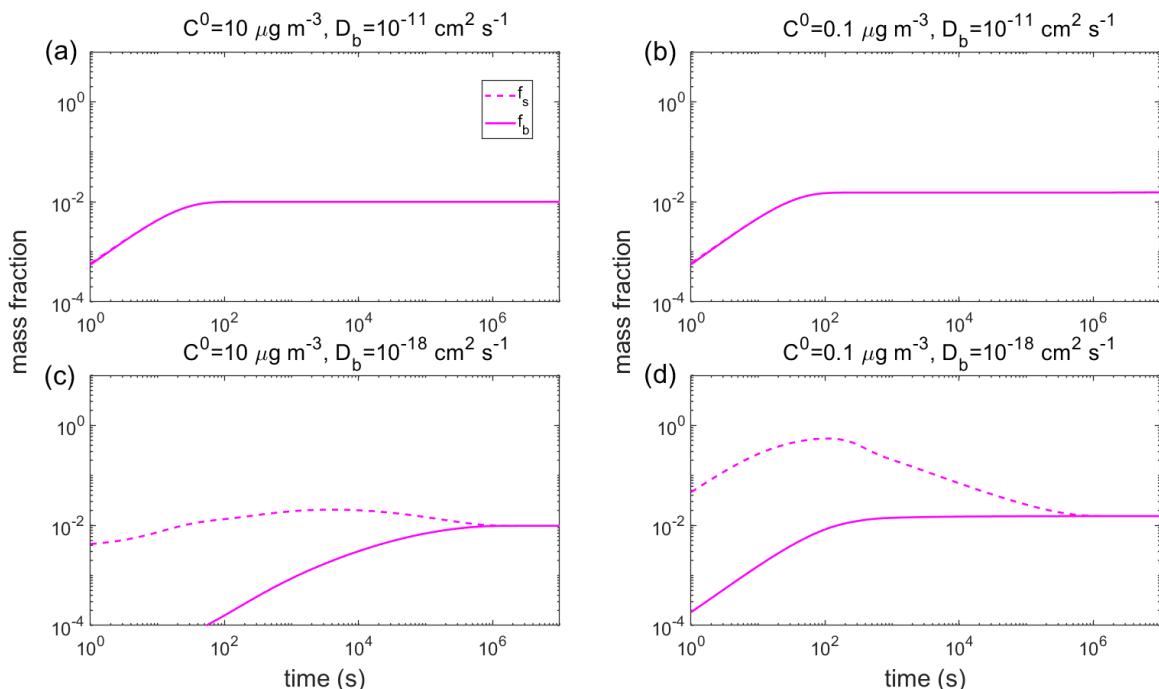 C⁰=10 μg m⁻³, D_b=10⁻¹¹ cm² s⁻¹
(a)
f_s
f_b
10⁰
10⁻²
10⁻⁴
10⁰ 10² 10⁴ 10⁶
C⁰=0.1 μg m⁻³, D_b=10⁻¹¹ cm² s⁻¹
(b)
10⁰
10⁻²
10⁻⁴
10⁰ 10² 10⁴ 10⁶
mass fraction
mass fraction
C⁰=10 μg m⁻³, D_b=10⁻¹⁸ cm² s⁻¹
(c)
10⁰
10⁻²
10⁻⁴
10⁰ 10² 10⁴ 10⁶
time (s)
C⁰=0.1 μg m⁻³, D_b=10⁻¹⁸ cm² s⁻¹
(d)
10⁰
10⁻²
10⁻⁴
10⁰ 10² 10⁴ 10⁶
time (s)